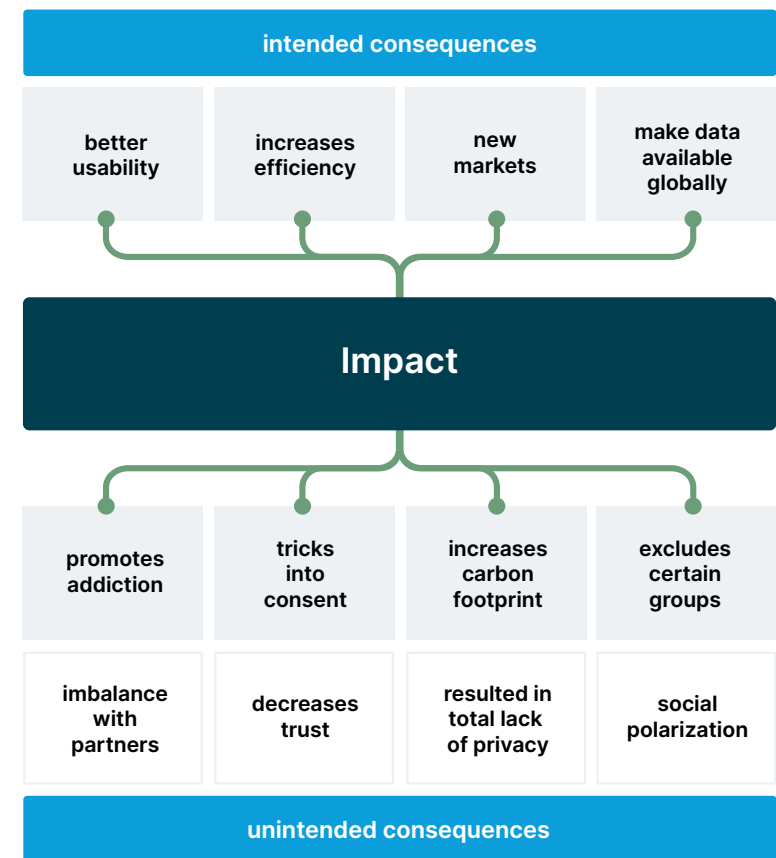 intended consequences
better
usability
increases
efficiency
new
markets
make data
available
globally
Impact
promotes
addiction
tricks
into
consent
increases
carbon
footprint
excludes
certain
groups
imbalance
with
partners
decreases
trust
resulted in
total lack
of privacy
social
polarization
unintended consequences